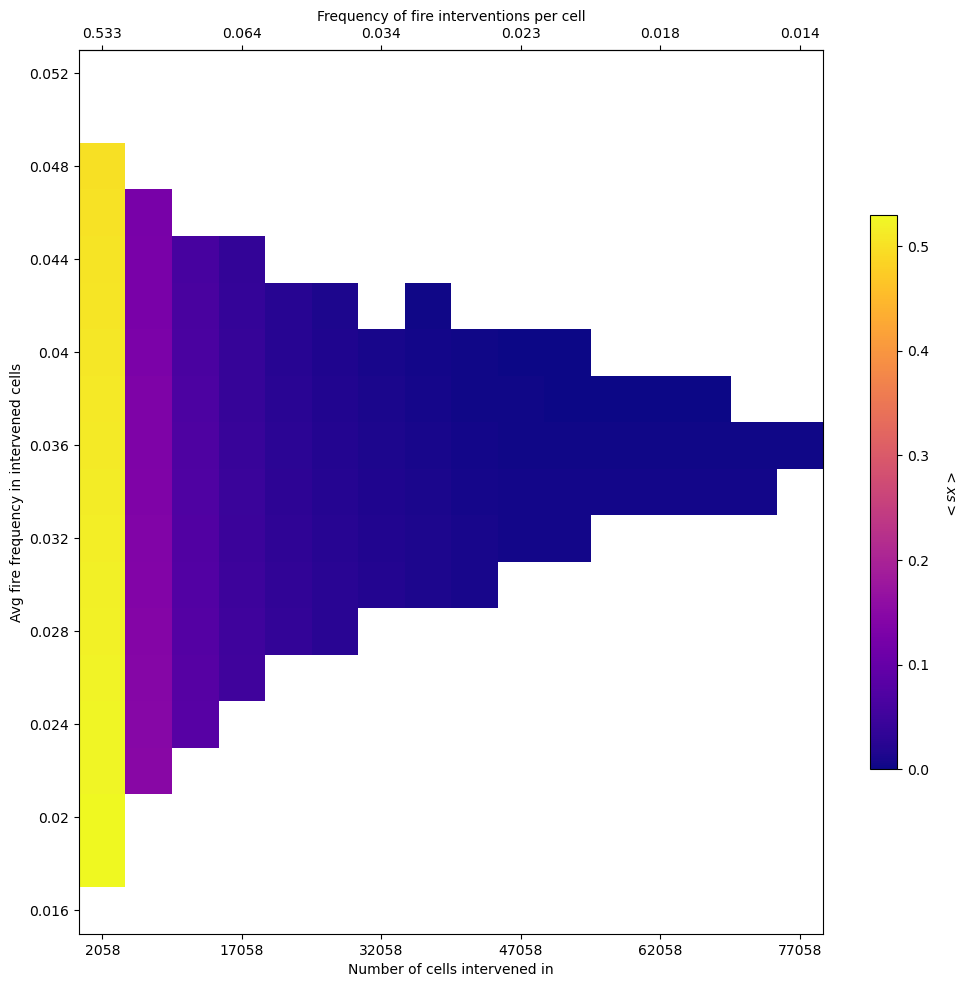 Frequency of fire interventions per cell
0.533 0.064 0.034 0.023 0.018 0.014
0.052
0.048
0.044
0.04
0.036
0.032
0.028
0.024
0.02
0.016
Avg fire frequency in intervened cells
2058 17058 32058 47058 62058 77058
Number of cells intervened in
0.5
0.4
0.3
0.2
0.1
0.0
< sx >